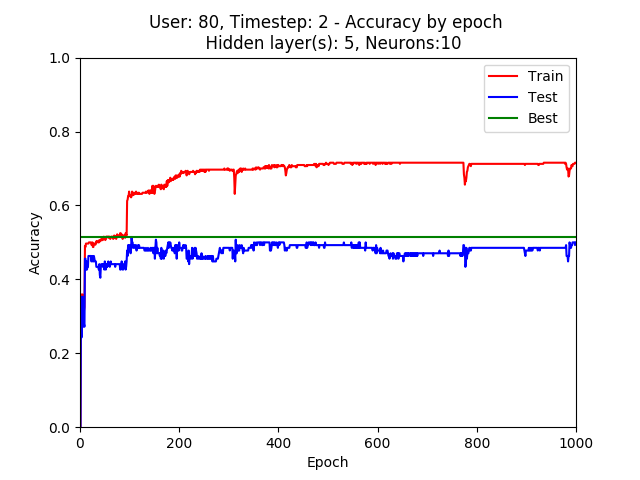 User: 80, Timestep: 2 - Accuracy by epoch
Hidden layer(s): 5, Neurons:10
1.0
0.8
0.6
0.4
0.2
0.0
Accuracy
Train
Test
Best
0 200 400 600 800 1000
Epoch